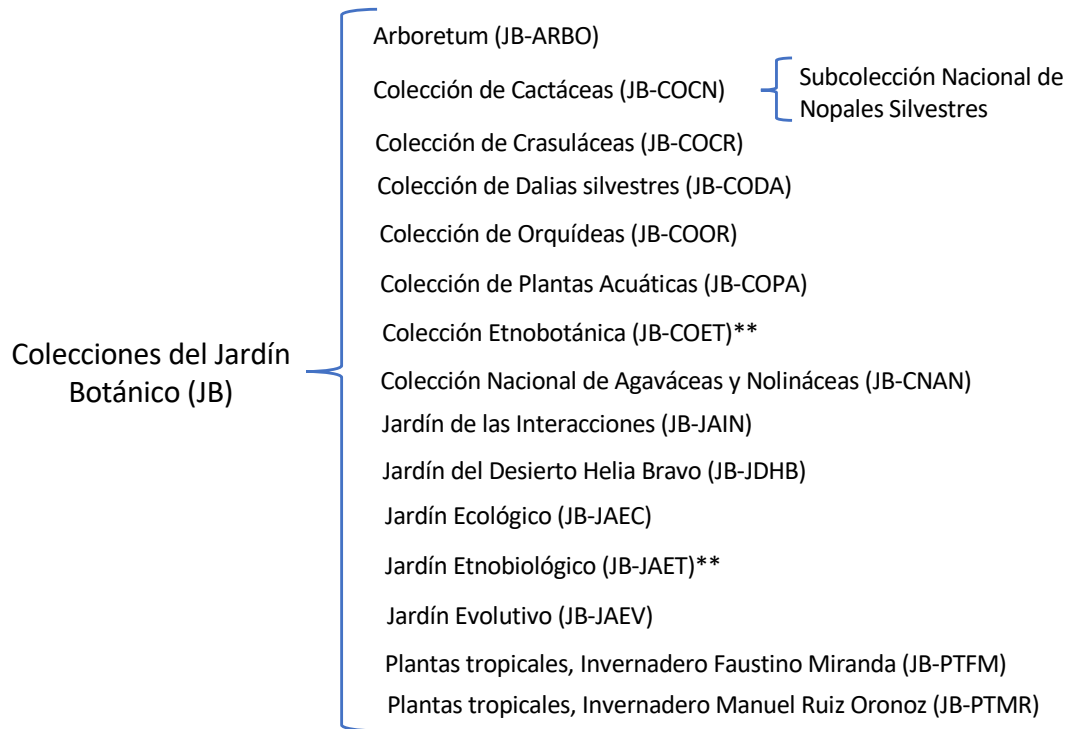 Colecciones del Jardín
Botánico (JB)
Arboretum (JB-ARBO)
Colección de Cactáceas (JB-COCN)
Subcolección Nacional de
Nopales Silvestres
Colección de Crasuláceas (JB-COCR)
Colección de Dalias silvestres (JB-CODA)
Colección de Orquídeas (JB-COOR)
Colección de Plantas Acuáticas (JB-COPA)
Colección Etnobotánica (JB-COET)**
Colección Nacional de Agaváceas y Nolináceas (JB-CNAN)
Jardín de las Interacciones (JB-JAIN)
Jardín del Desierto Helia Bravo (JB-JDHB)
Jardín Ecológico (JB-JAEC)
Jardín Etnobiológico (JB-JAET)**
Jardín Evolutivo (JB-JAEV)
Plantas tropicales, Invernadero Faustino Miranda (JB-PTFM)
Plantas tropicales, Invernadero Manuel Ruiz Oronoz (JB-PTMR)